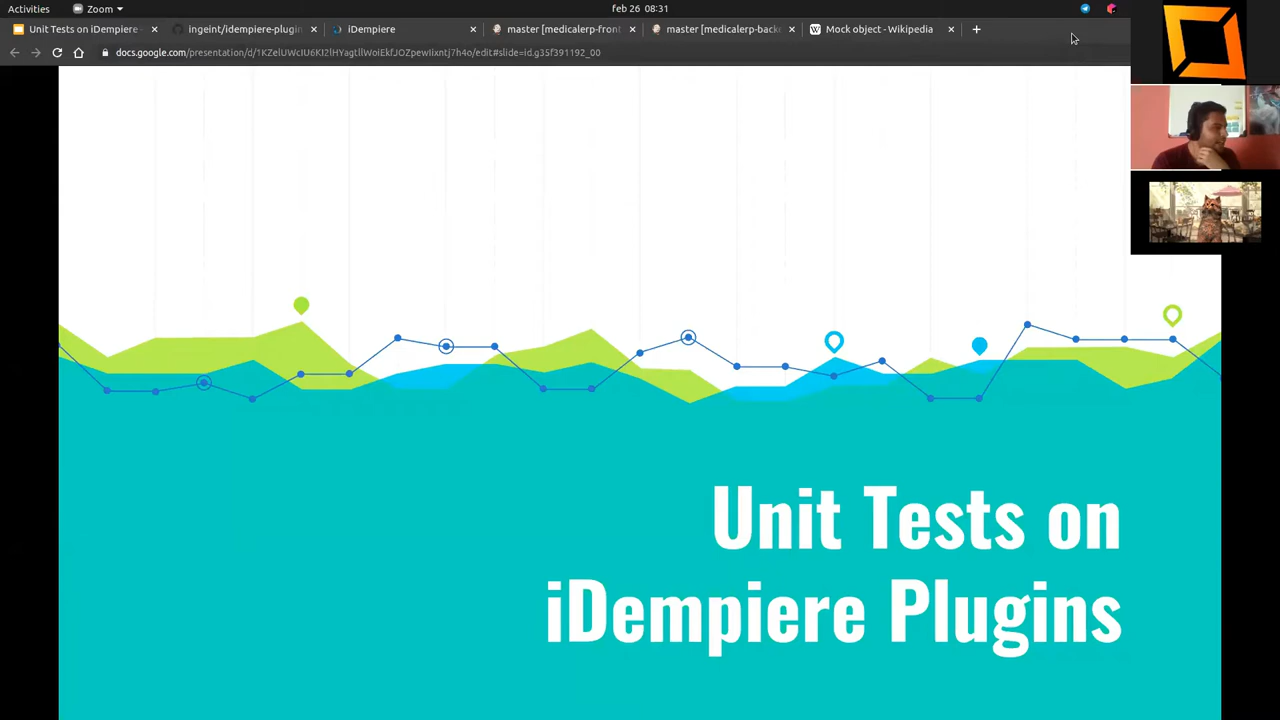 Activities
Zoom
feb 26 08:31
Unit Tests on iDempiere -
ingeint/idempiere-plugin
iDempiere
master [medicalerp-front
master [medicalerp-back
Mock object - Wikipedia
docs.google.com/presentation/d/1KZelUWcIU6KI2lHYagtllWoiEkfJOZpewIixntj7h4o/edit#slide=id.g35f391192_00
Unit Tests on
iDempiere Plugins